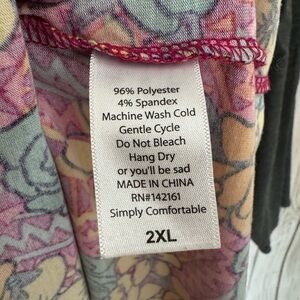 96% Polyester
4% Spandex
Machine Wash Cold
Gentle Cycle
Do Not Bleach
Hang Dry
or you'll be sad
MADE IN CHINA
RN#142161
Simply Comfortable
2XL